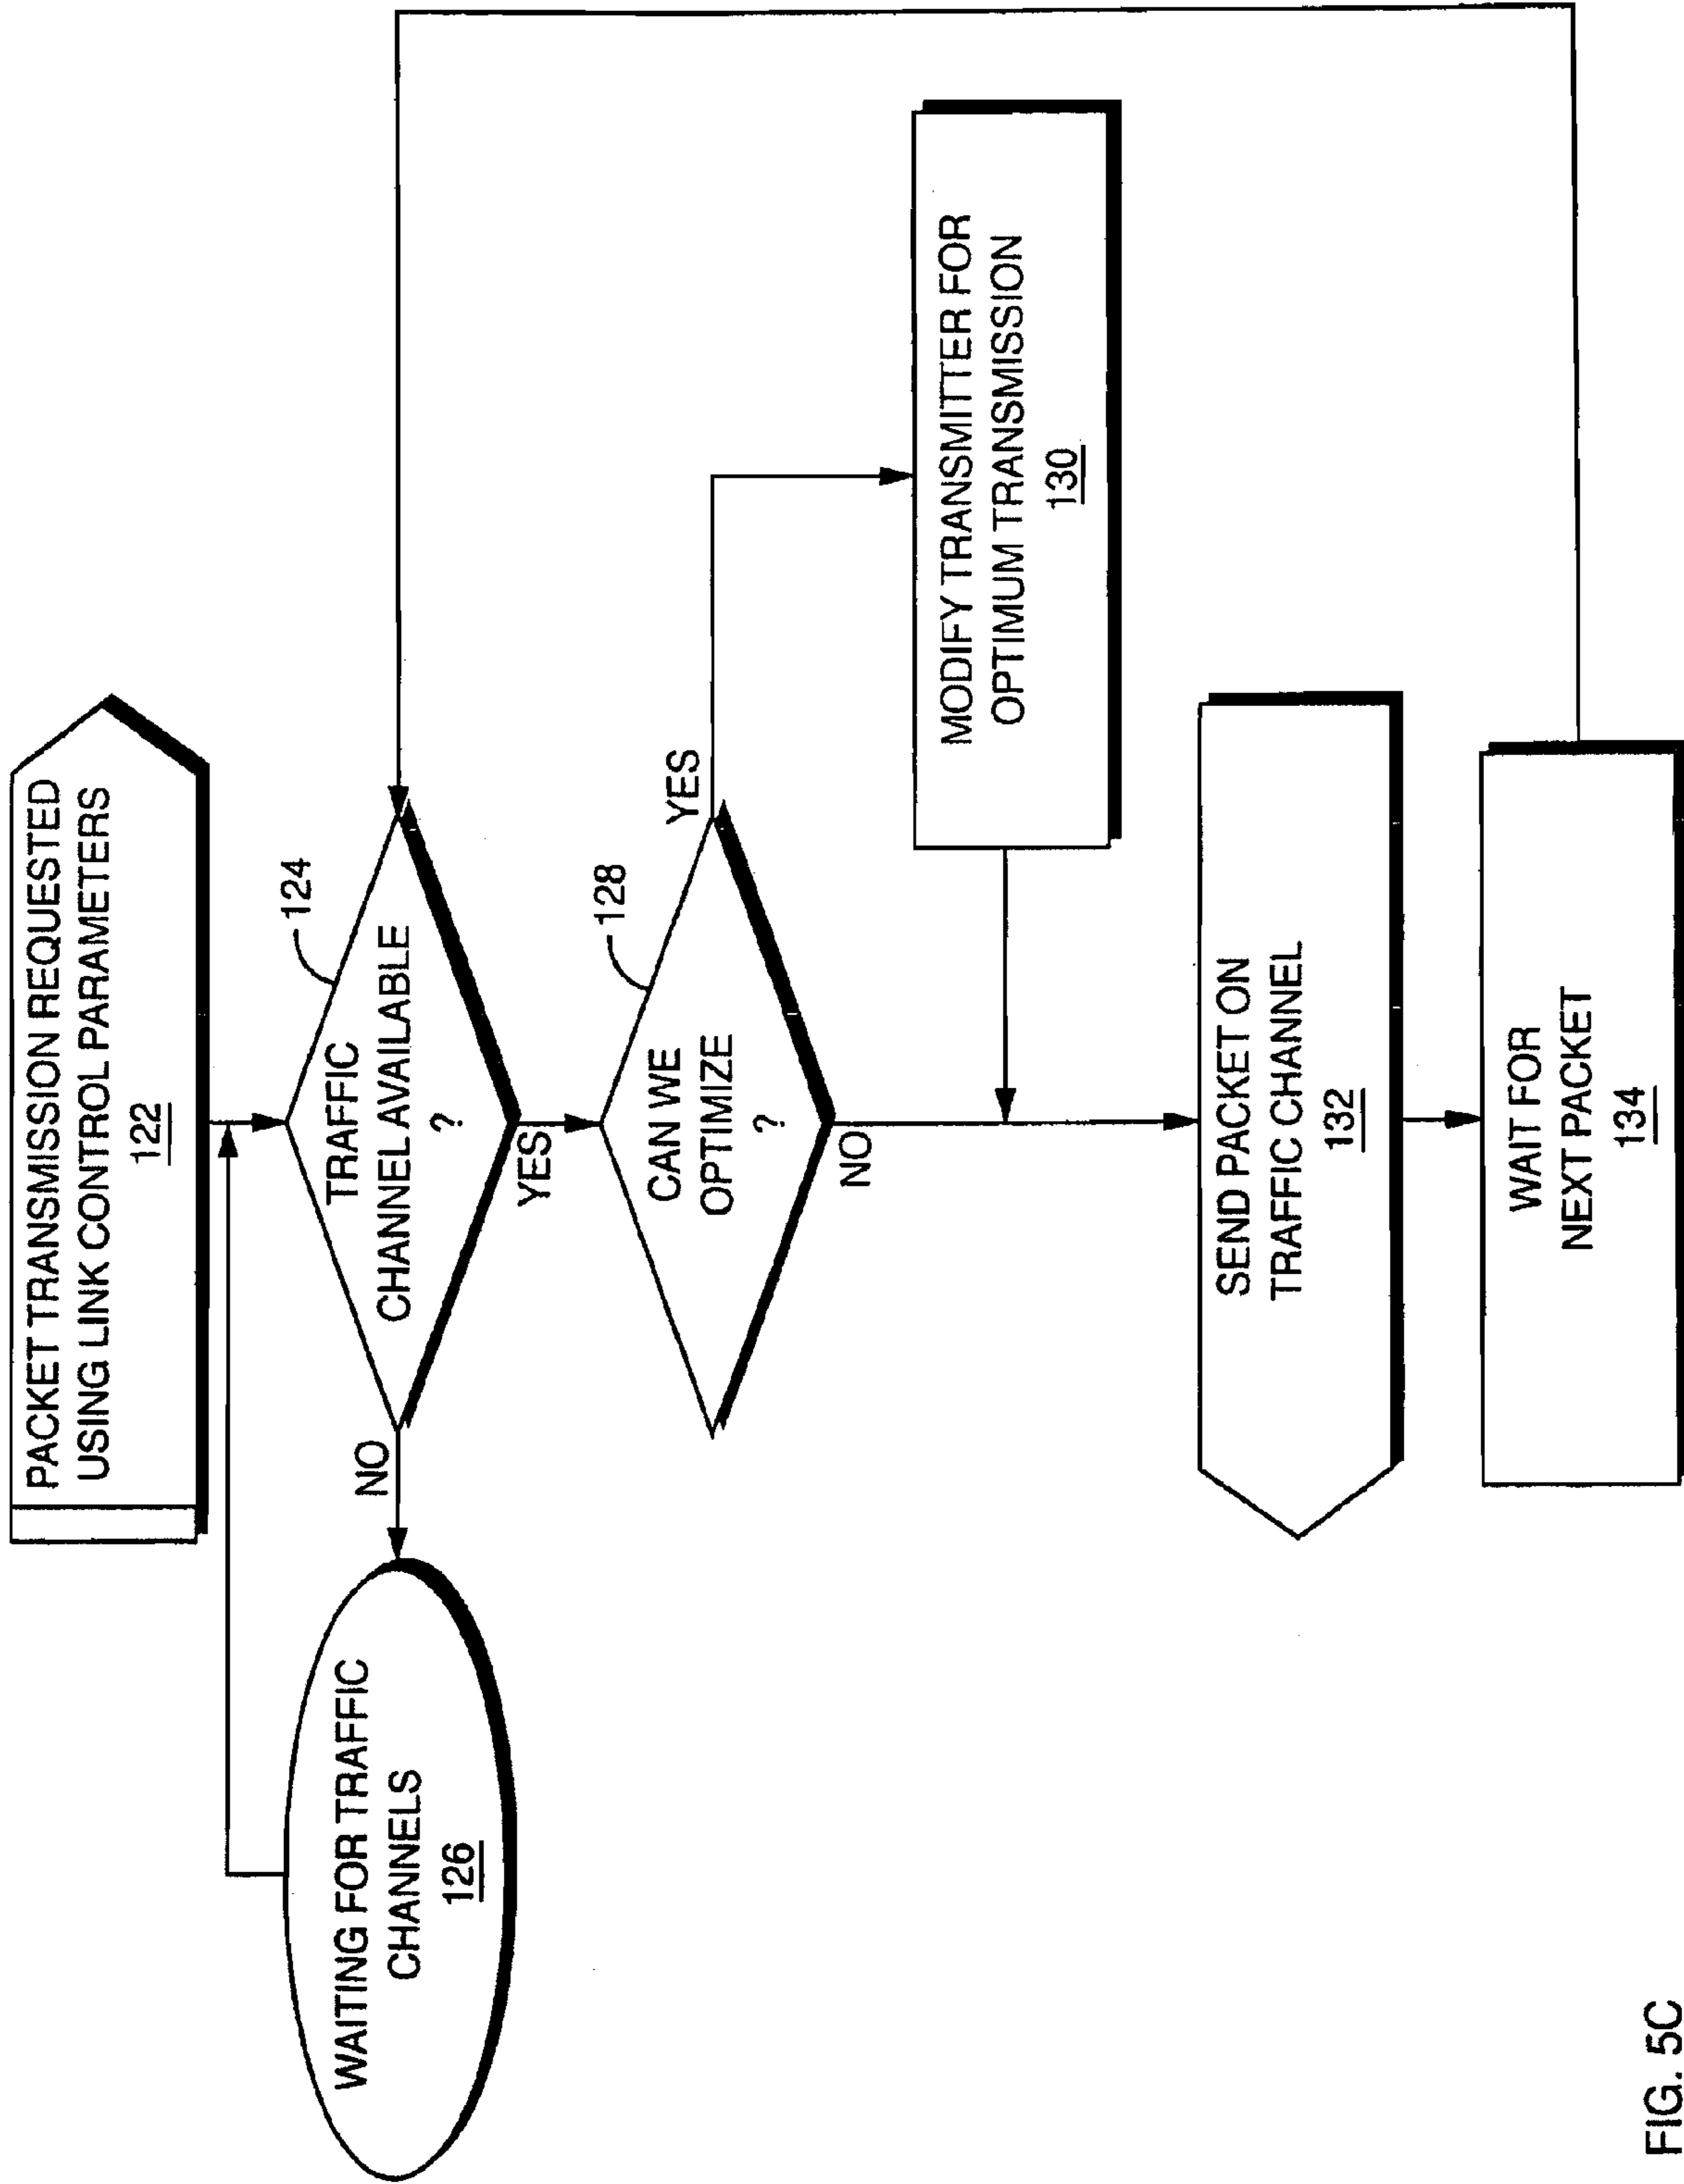 PACKET TRANSMISSION REQUESTED
USING LINK CONTROL PARAMETERS
122
124
TRAFFIC
CHANNEL AVAILABLE
?
NO
YES
WAITING FOR TRAFFIC
CHANNELS
126
128
CAN WE
OPTIMIZE
?
YES
NO
MODIFY TRANSMITTER FOR
OPTIMUM TRANSMISSION
130
SEND PACKET ON
TRAFFIC CHANNEL
132
WAIT FOR
NEXT PACKET
134
FIG. 5C